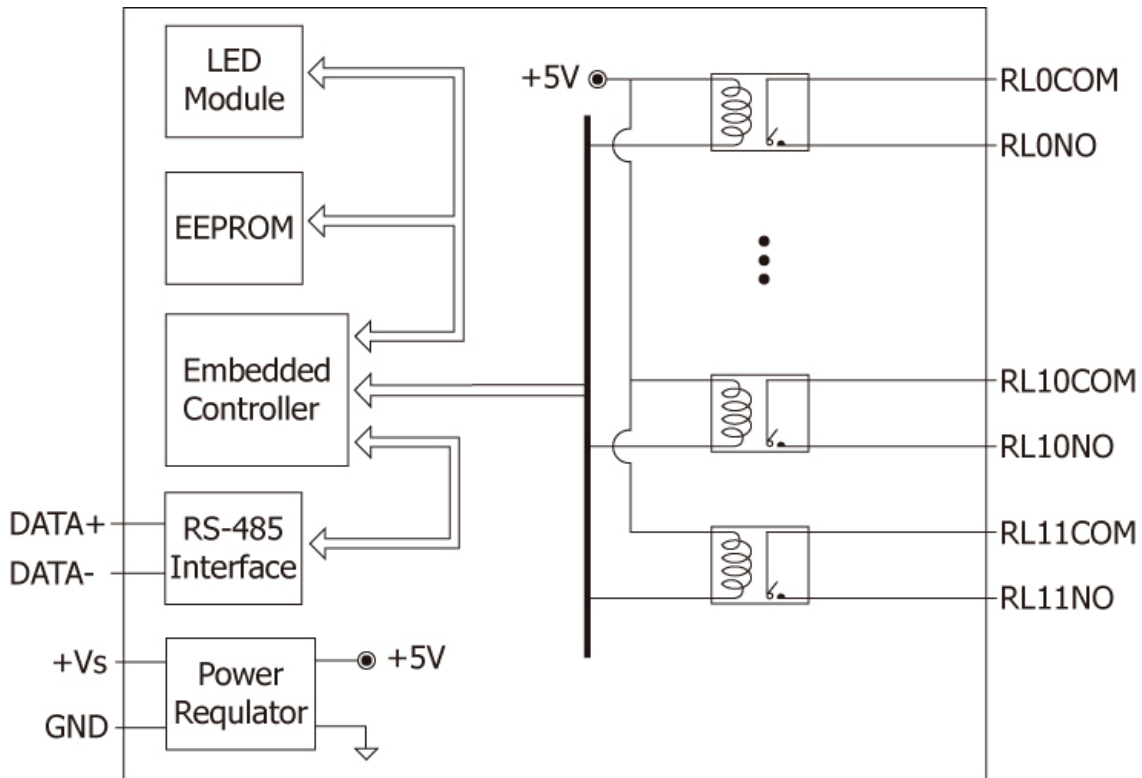 LED
Module
EEPROM
Embedded
Controller
DATA+
DATA-
RS-485
Interface
+Vs
GND
Power
Requlator
+5V
+5V
RL0COM
RL0NO
RL10COM
RL10NO
RL11COM
RL11NO